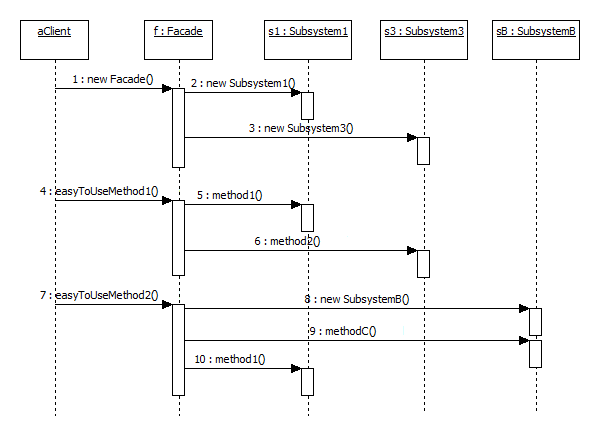 aClient
f : Facade
s1 : Subsystem1
s3 : Subsystem3
sB : SubsystemB
1 : new Facade()
2 : new Subsystem1()
3 : new Subsystem3()
4 : easyToUseMethod1()
5 : method1()
6 : method2()
7 : easyToUseMethod2()
8 : new SubsystemB()
9 : methodC()
10 : method1()